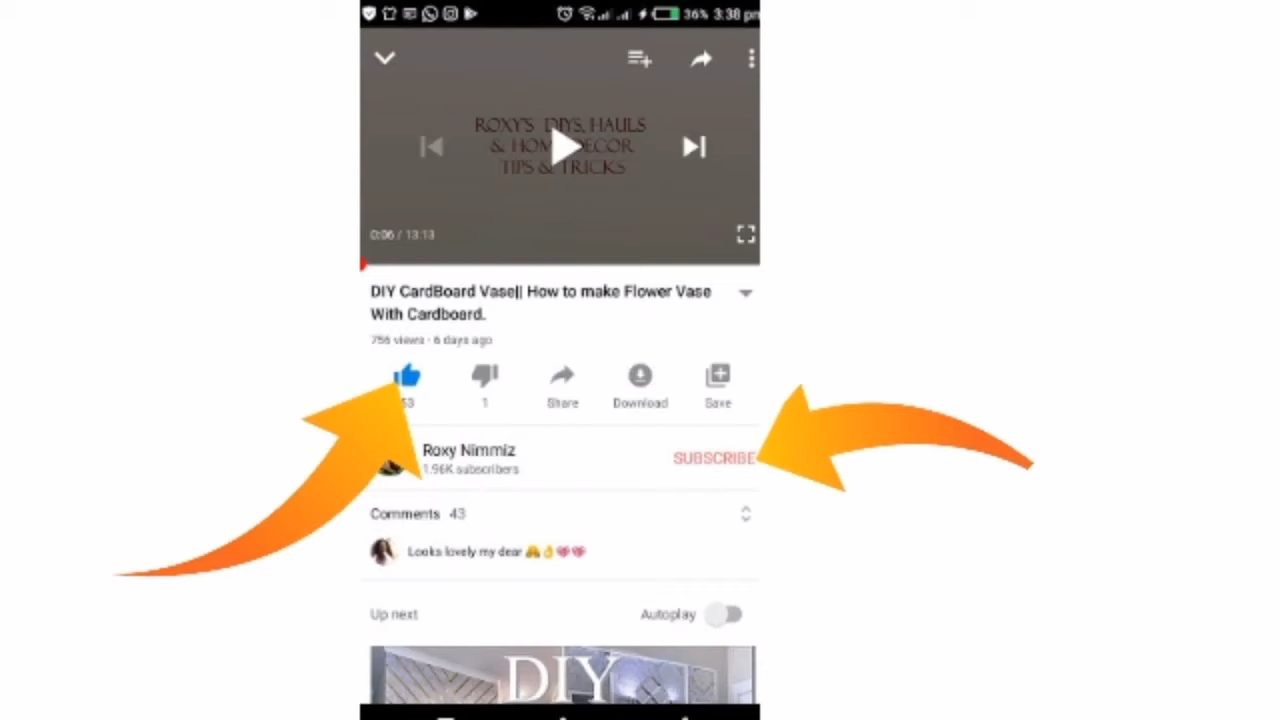 36% 3:38 pm
ROXY'S DIYS, HAULS
& HOME DECOR
TIPS & TRICKS
0:06 / 13:13
DIY CardBoard Vase|| How to make Flower Vase
With Cardboard.
756 views · 6 days ago
53 1 Share Download Save
Roxy Nimmiz
SUBSCRIBE
1.96K subscribers
Comments 43
Looks lovely my dear 🙈👌💖💖
Up next Autoplay
DIY